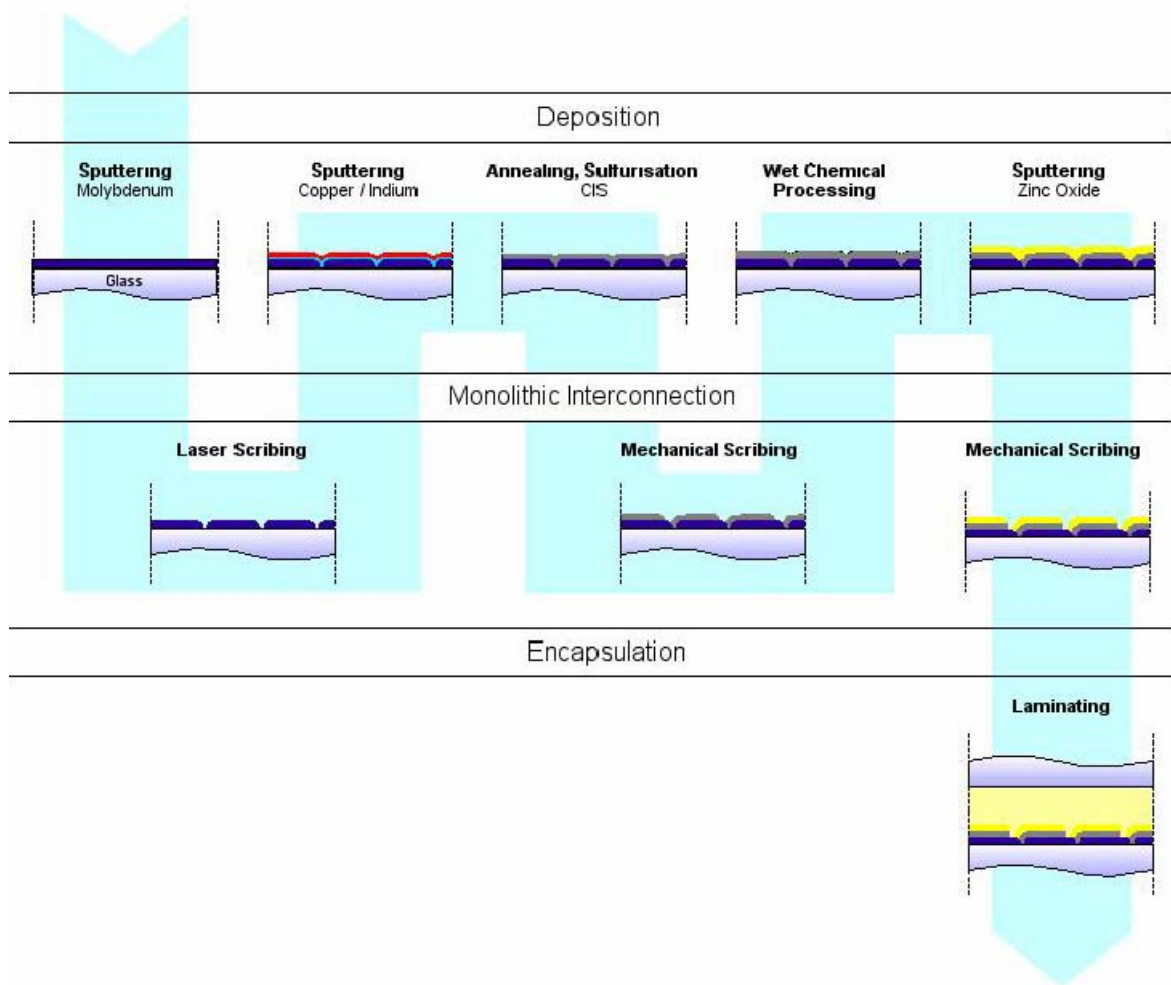 Deposition
Sputtering
Molybdenum
Sputtering
Copper / Indium
Annealing, Sulfurisation
CIS
Wet Chemical
Processing
Sputtering
Zinc Oxide
Glass
Monolithic Interconnection
Laser Scribing
Mechanical Scribing
Mechanical Scribing
Encapsulation
Laminating